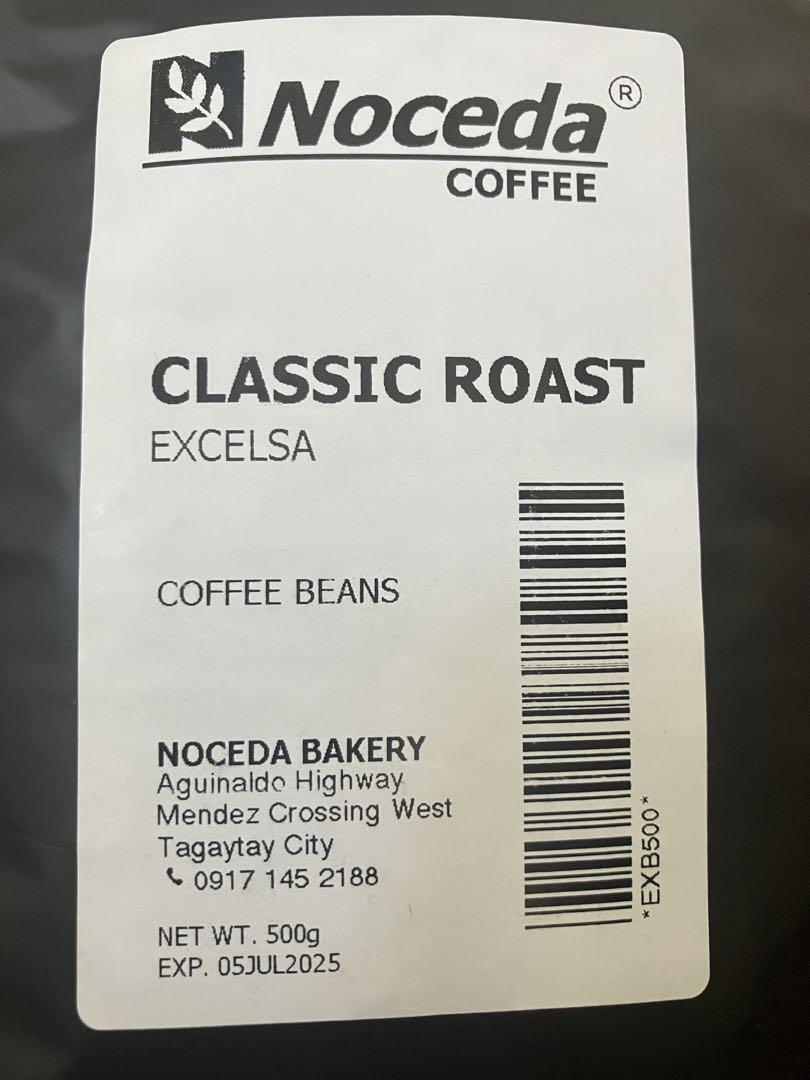 N Noceda®
COFFEE
CLASSIC ROAST
EXCELSA
COFFEE BEANS
NOCEDA BAKERY
Aguinaldo Highway
Mendez Crossing West
Tagaytay City
0917 145 2188
NET WT. 500g
EXP. 05JUL2025
*EXB500*